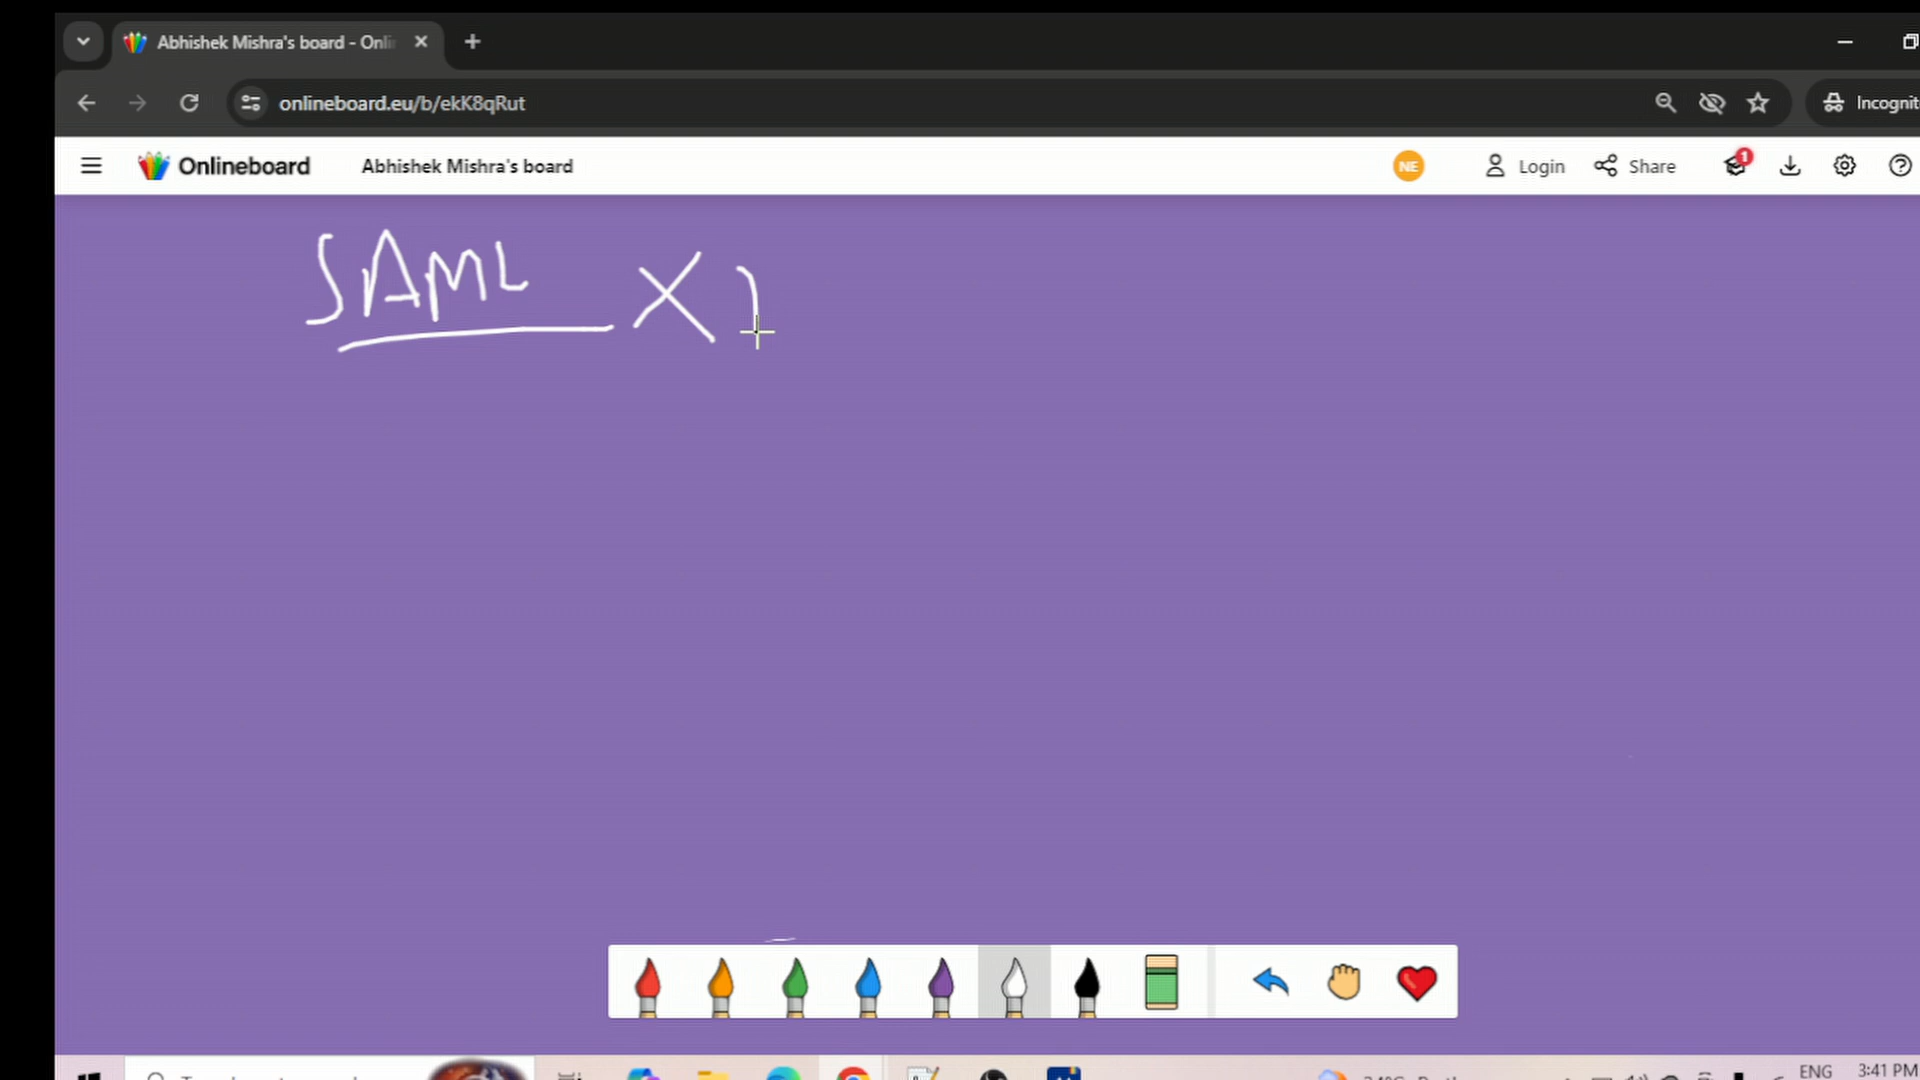 Abhishek Mishra's board - Onli
onlineboard.eu/b/ekK8qRut
Incognit
Onlineboard
Abhishek Mishra's board
NE
Login
Share
1
SAML X
ENG
3:41 PM